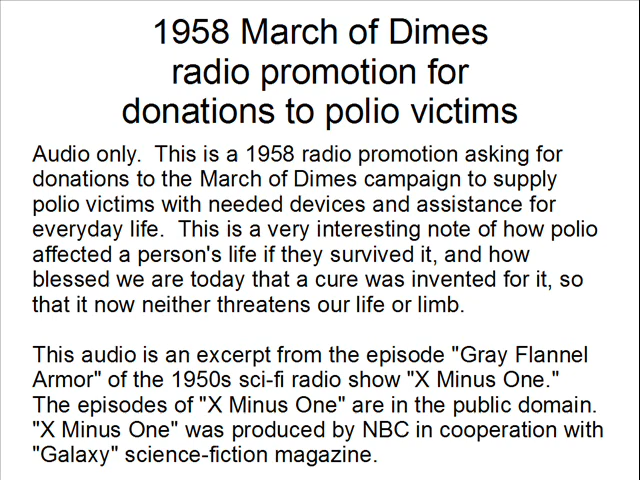 1958 March of Dimes
radio promotion for
donations to polio victims
Audio only.  This is a 1958 radio promotion asking for
donations to the March of Dimes campaign to supply
polio victims with needed devices and assistance for
everyday life.  This is a very interesting note of how polio
affected a person's life if they survived it, and how
blessed we are today that a cure was invented for it, so
that it now neither threatens our life or limb.
This audio is an excerpt from the episode "Gray Flannel
Armor" of the 1950s sci-fi radio show "X Minus One."
The episodes of "X Minus One" are in the public domain.
"X Minus One" was produced by NBC in cooperation with
"Galaxy" science-fiction magazine.